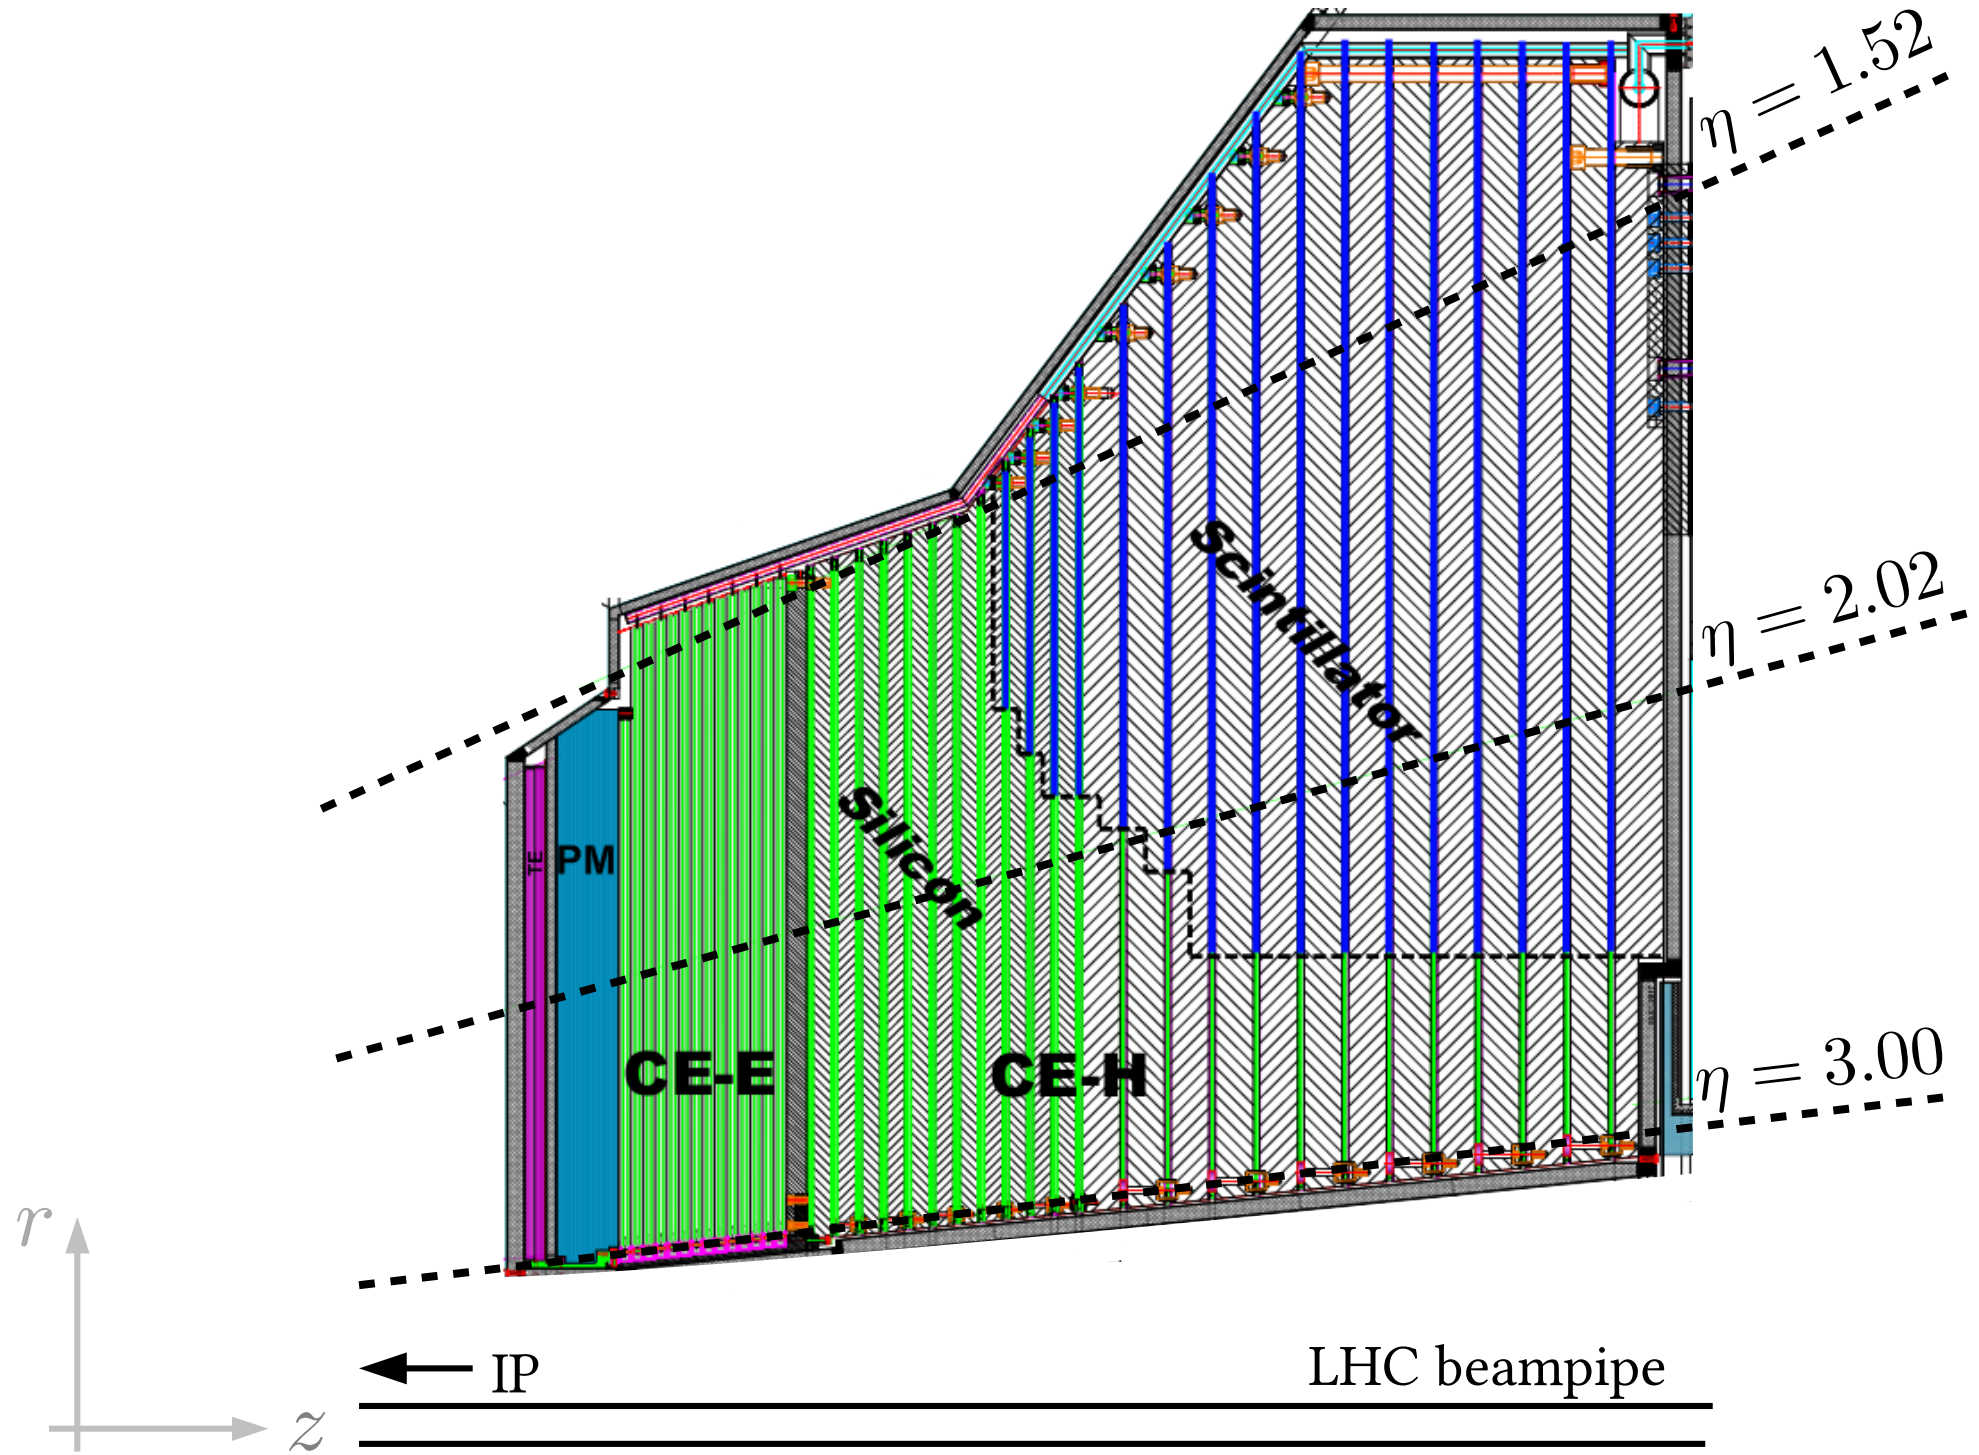 η = 1.52
Scintillator
η = 2.02
Silicon
TE
PM
CE-E
CE-H
η = 3.00
r
IP
LHC beampipe
z